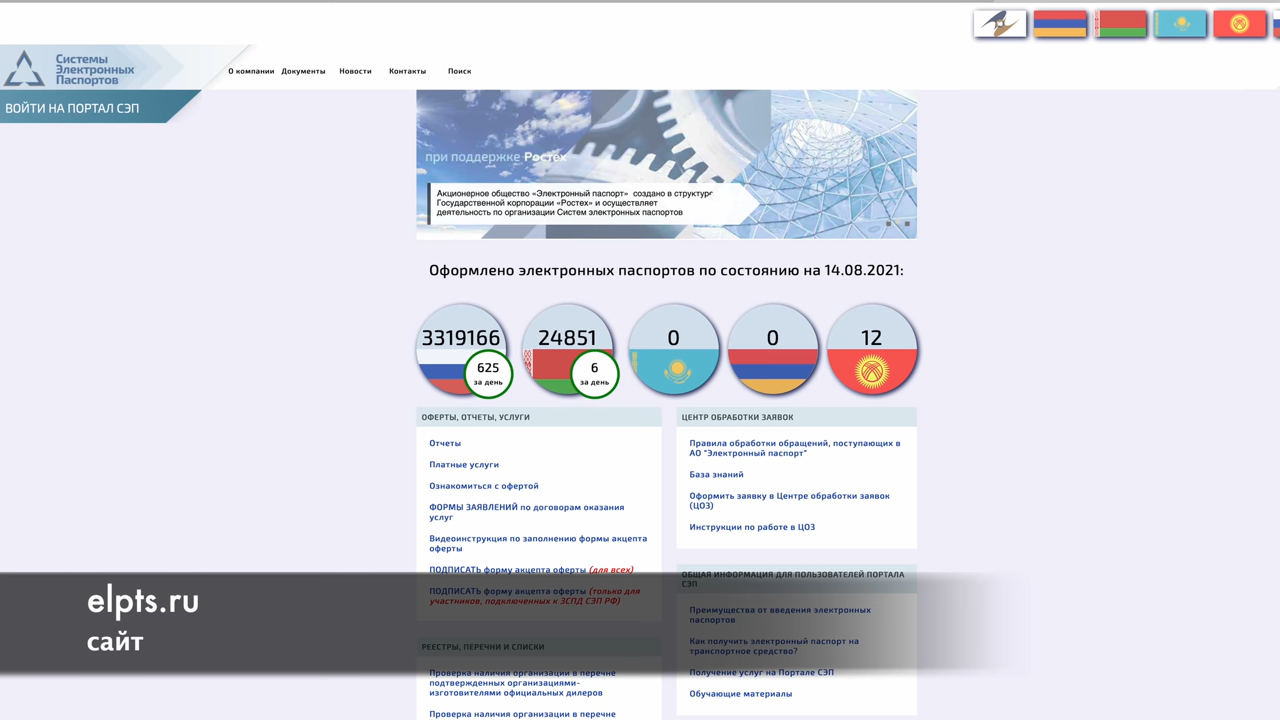 Системы
Электронных
Паспортов
О компании
Документы
Новости
Контакты
Поиск
ВОЙТИ НА ПОРТАЛ СЭП
при поддержке Ростех
Акционерное общество «Электронный паспорт» создано в структуре
Государственной корпорации «Ростех» и осуществляет
деятельность по организации Систем электронных паспортов
Оформлено электронных паспортов по состоянию на 14.08.2021:
3319166
625
за день
24851
6
за день
0
0
12
ОФЕРТЫ, ОТЧЕТЫ, УСЛУГИ
Отчеты
Платные услуги
Ознакомиться с офертой
ФОРМЫ ЗАЯВЛЕНИЙ по договорам оказания
услуг
Видеоинструкция по заполнению формы акцепта
оферты
ПОДПИСАТЬ форму акцепта оферты (для всех)
ПОДПИСАТЬ форму акцепта оферты (только для
участников, подключенных к ЗСПД СЭП РФ)
РЕЕСТРЫ, ПЕРЕЧНИ И СПИСКИ
Проверка наличия организации в перечне
подтвержденных организациями-
изготовителями официальных дилеров
Проверка наличия организации в перечне
ЦЕНТР ОБРАБОТКИ ЗАЯВОК
Правила обработки обращений, поступающих в
АО "Электронный паспорт"
База знаний
Оформить заявку в Центре обработки заявок
(ЦОЗ)
Инструкции по работе в ЦОЗ
ОБЩАЯ ИНФОРМАЦИЯ ДЛЯ ПОЛЬЗОВАТЕЛЕЙ ПОРТАЛА
СЭП
Преимущества от введения электронных
паспортов
Как получить электронный паспорт на
транспортное средство?
Получение услуг на Портале СЭП
Обучающие материалы
elpts.ru
сайт